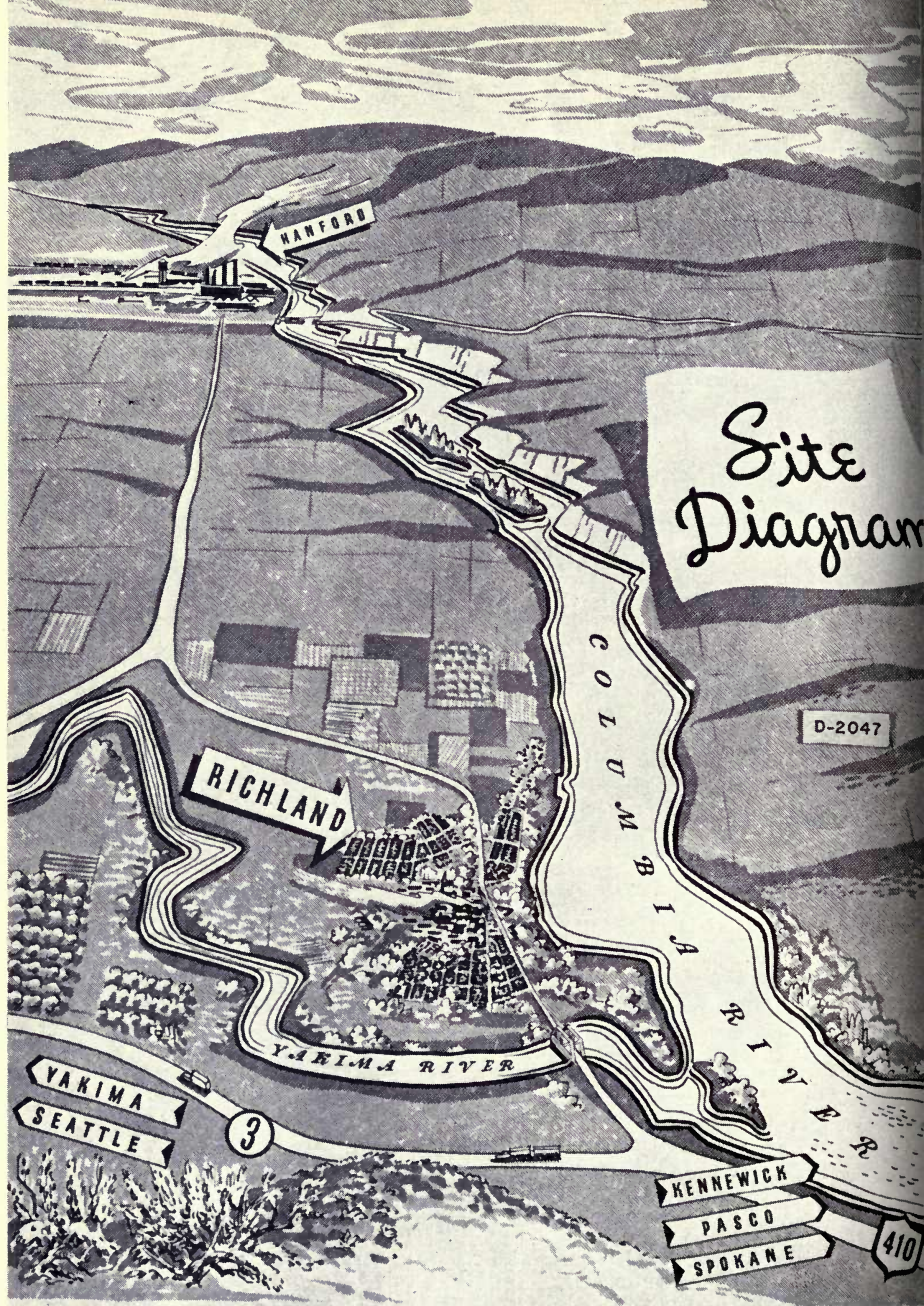 HANFORD
Site
Diagram
COLUMBIA RIVER
D-2047
RICHLAND
YAKIMA RIVER
YAKIMA
SEATTLE
3
KENNEWICK
PASCO
SPOKANE
410